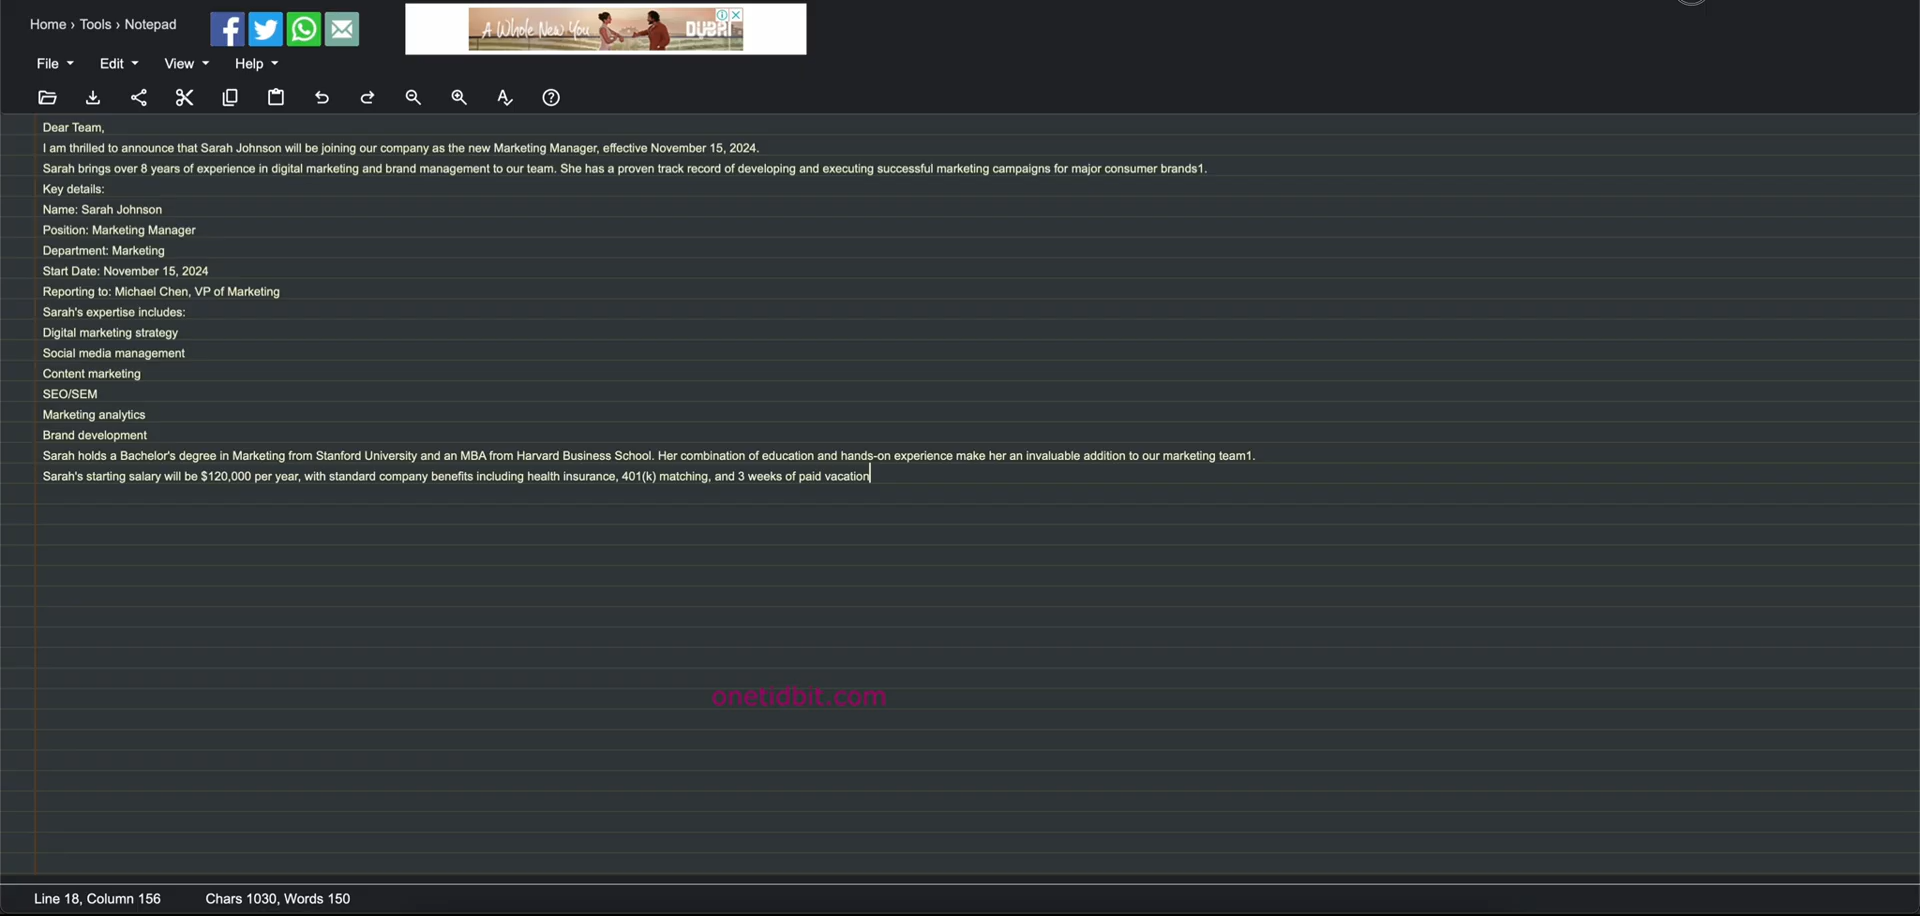 Home › Tools › Notepad
A Whole New You
DUBAI
File
Edit
View
Help
Dear Team,
I am thrilled to announce that Sarah Johnson will be joining our company as the new Marketing Manager, effective November 15, 2024.
Sarah brings over 8 years of experience in digital marketing and brand management to our team. She has a proven track record of developing and executing successful marketing campaigns for major consumer brands1.
Key details:
Name: Sarah Johnson
Position: Marketing Manager
Department: Marketing
Start Date: November 15, 2024
Reporting to: Michael Chen, VP of Marketing
Sarah's expertise includes:
Digital marketing strategy
Social media management
Content marketing
SEO/SEM
Marketing analytics
Brand development
Sarah holds a Bachelor's degree in Marketing from Stanford University and an MBA from Harvard Business School. Her combination of education and hands-on experience make her an invaluable addition to our marketing team1.
Sarah's starting salary will be $120,000 per year, with standard company benefits including health insurance, 401(k) matching, and 3 weeks of paid vacation
onetidbit.com
Line 18, Column 156
Chars 1030, Words 150